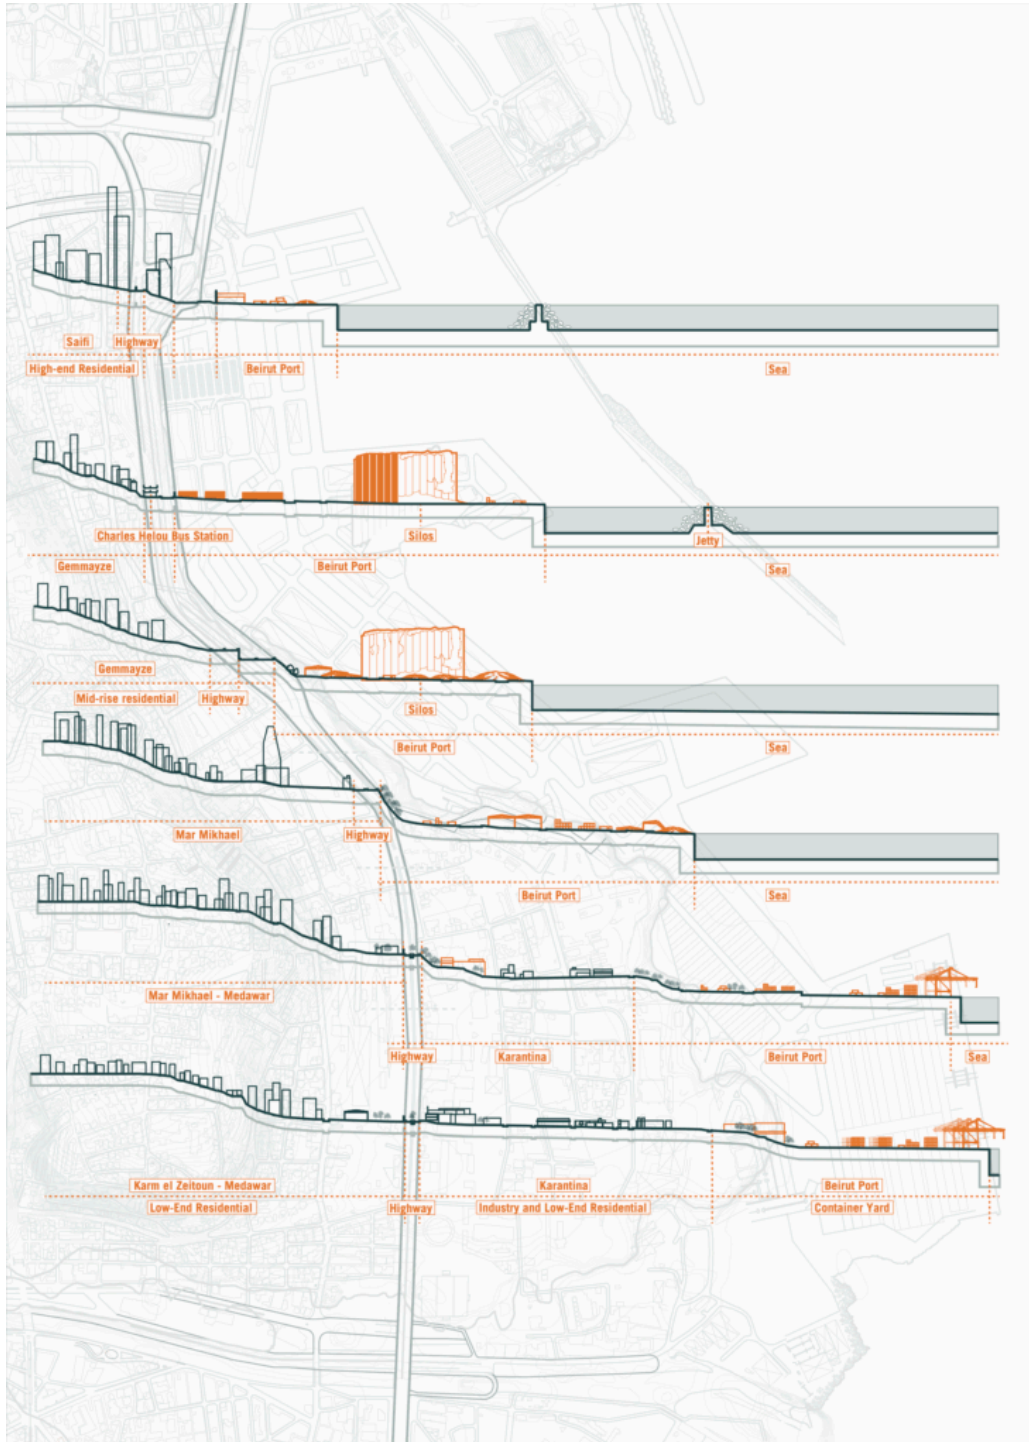 Saifi
Highway
High-end Residential
Beirut Port
Sea
Charles Helou Bus Station
Silos
Jetty
Gemmayze
Beirut Port
Sea
Gemmayze
Mid-rise residential
Highway
Silos
Beirut Port
Sea
Mar Mikhael
Highway
Beirut Port
Sea
Mar Mikhael - Medawar
Highway
Karantina
Beirut Port
Sea
Karm el Zeitoun - Medawar
Karantina
Beirut Port
Low-End Residential
Highway
Industry and Low-End Residential
Container Yard